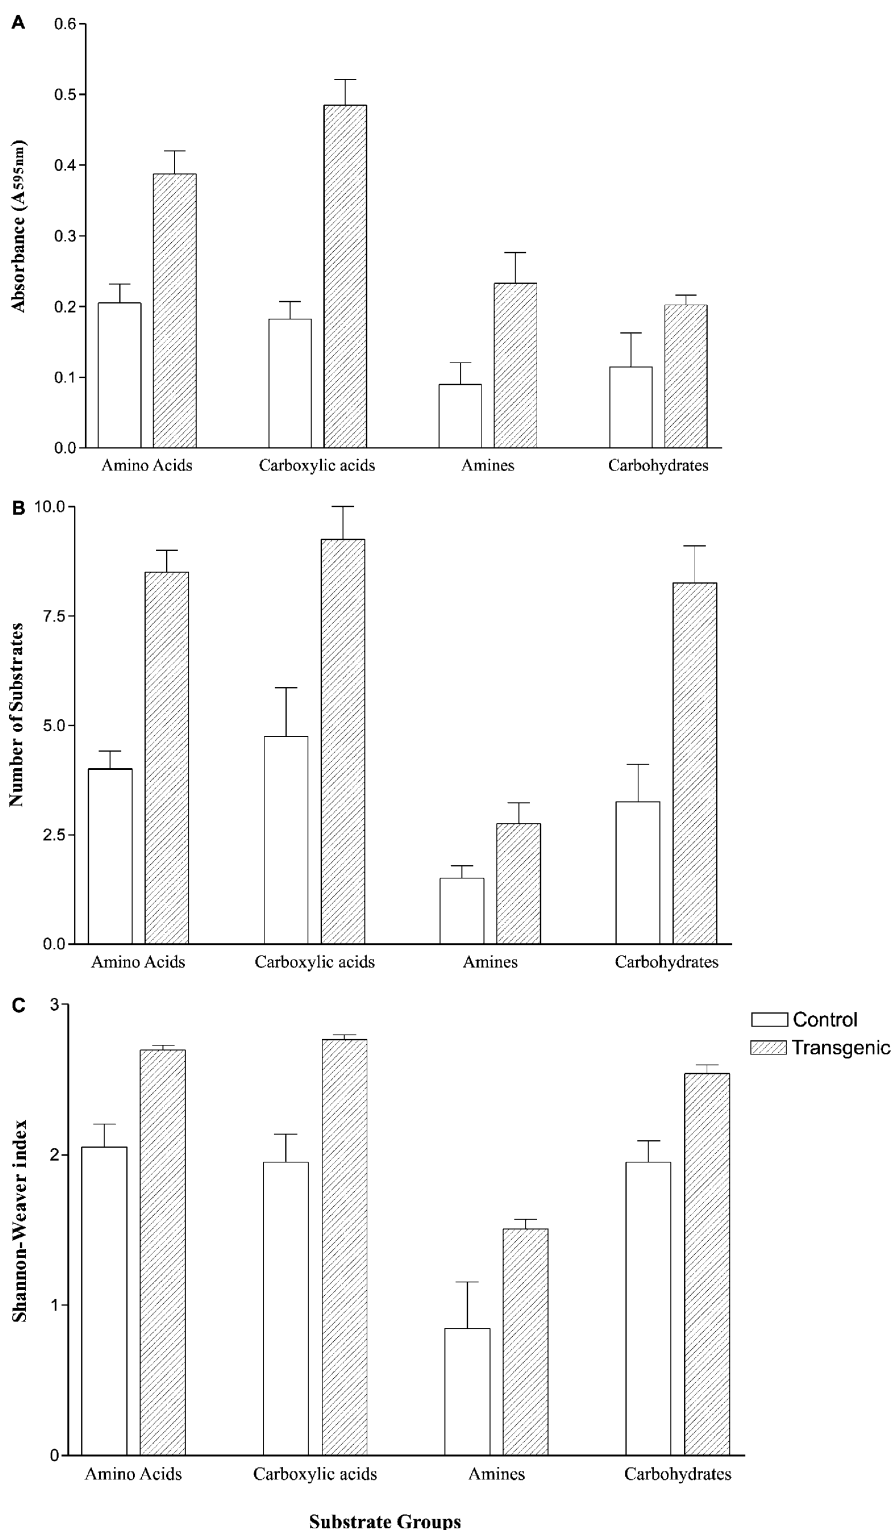 A
0.6
0.5
0.4
0.3
0.2
0.1
0.0
Absorbance (A595nm)
Amino Acids Carboxylic acids Amines Carbohydrates
B
10.0
7.5
5.0
2.5
0.0
Number of Substrates
Amino Acids Carboxylic acids Amines Carbohydrates
C
3
2
1
0
Shannon-Weaver index
Control
Transgenic
Amino Acids Carboxylic acids Amines Carbohydrates
Substrate Groups